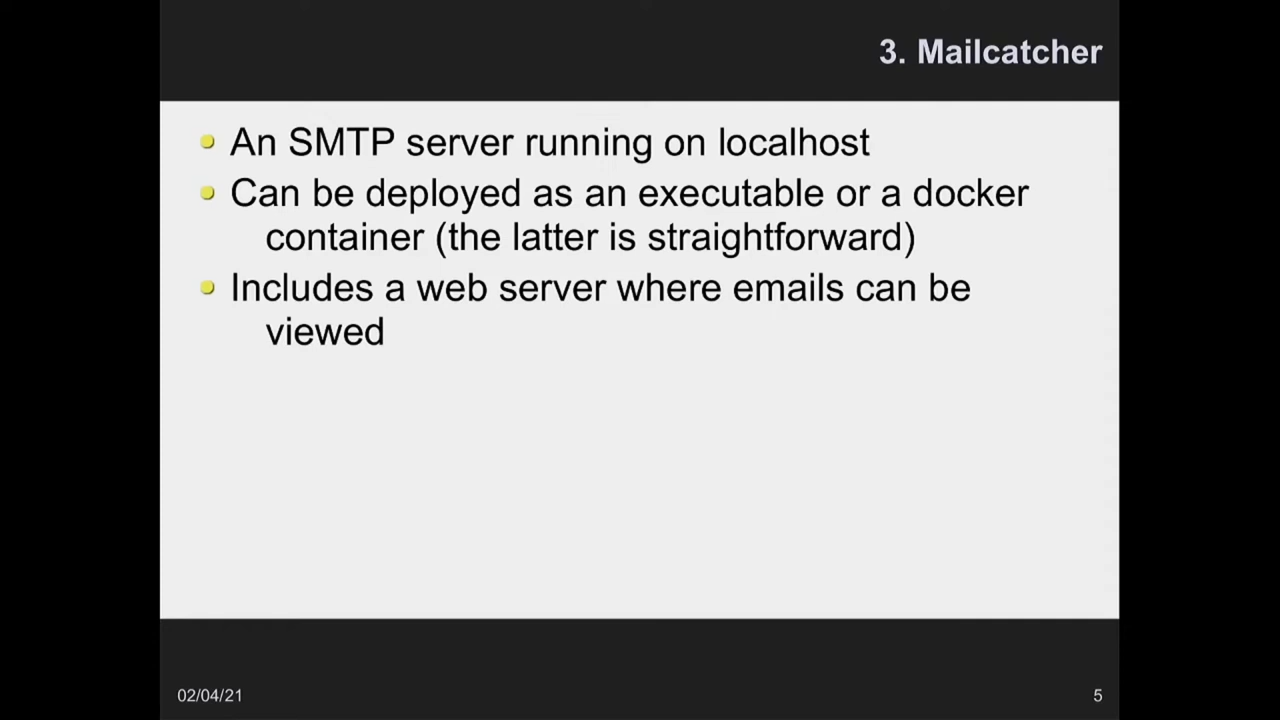 3. Mailcatcher
An SMTP server running on localhost
Can be deployed as an executable or a docker
container (the latter is straightforward)
Includes a web server where emails can be
viewed
02/04/21
5